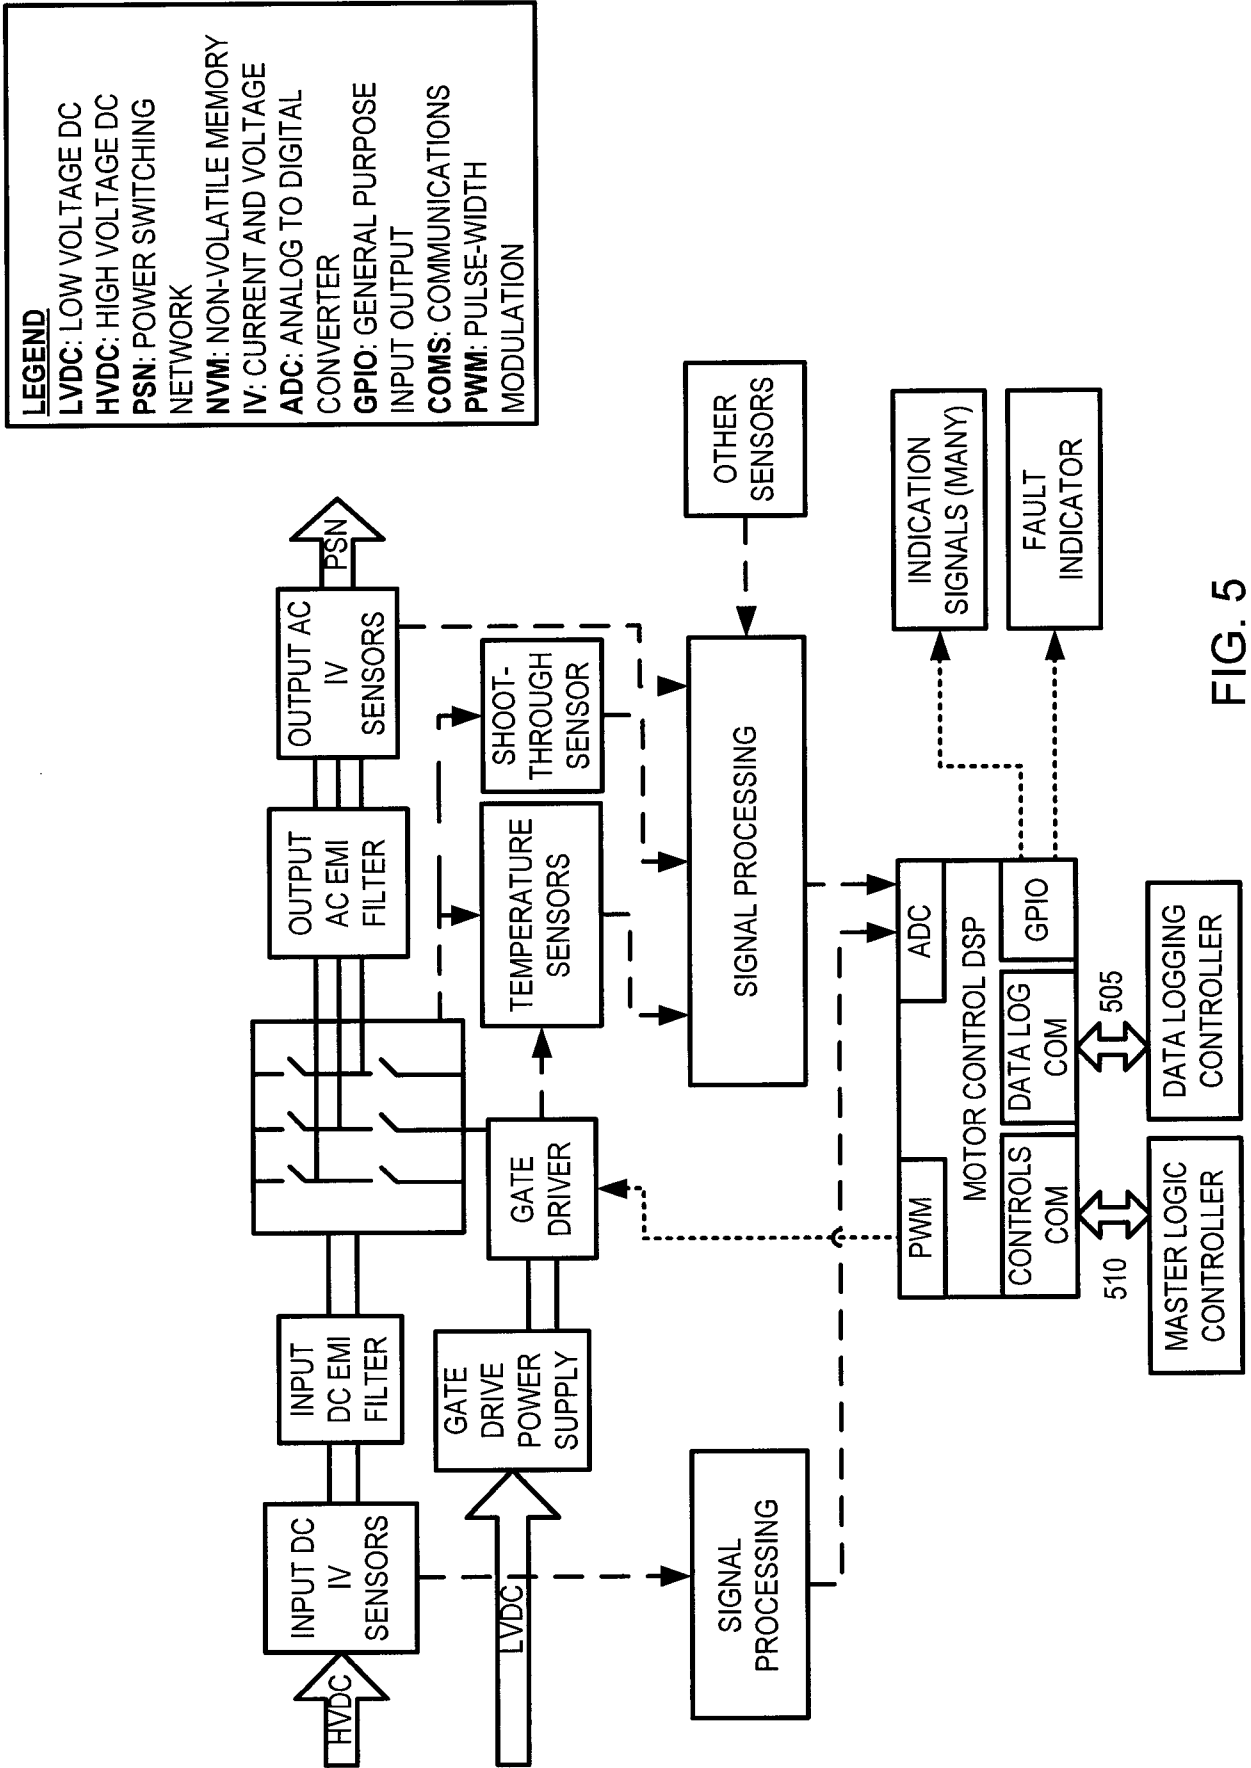 LEGEND
LVDC: LOW VOLTAGE DC
HVDC: HIGH VOLTAGE DC
PSN: POWER SWITCHING
NETWORK
NVM: NON-VOLATILE MEMORY
IV: CURRENT AND VOLTAGE
ADC: ANALOG TO DIGITAL
CONVERTER
GPIO: GENERAL PURPOSE
INPUT OUTPUT
COMS: COMMUNICATIONS
PWM: PULSE-WIDTH
MODULATION
HVDC
INPUT DC
IV
SENSORS
INPUT
DC EMI
FILTER
OUTPUT
AC EMI
FILTER
OUTPUT AC
IV
SENSORS
PSN
LVDC
GATE
DRIVE
POWER
SUPPLY
GATE
DRIVER
TEMPERATURE
SENSORS
SHOOT-
THROUGH
SENSOR
OTHER
SENSORS
SIGNAL
PROCESSING
SIGNAL PROCESSING
PWM
ADC
MOTOR CONTROL DSP
CONTROLS
COM
DATA LOG
COM
GPIO
INDICATION
SIGNALS (MANY)
FAULT
INDICATOR
510
505
MASTER LOGIC
CONTROLLER
DATA LOGGING
CONTROLLER
FIG. 5